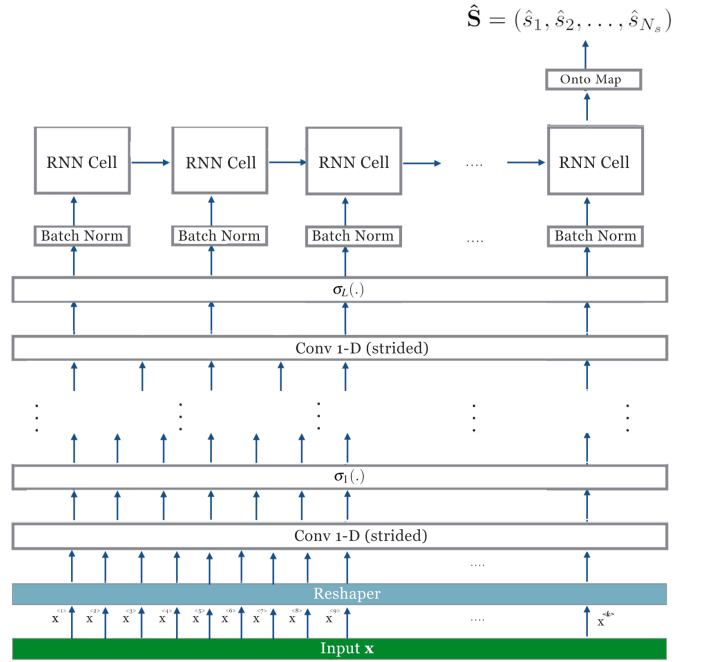 Ŝ = (ŝ₁, ŝ₂, . . . , ŝ_{N_s})
Onto Map
RNN Cell RNN Cell RNN Cell .... RNN Cell
Batch Norm Batch Norm Batch Norm .... Batch Norm
σL(.)
Conv 1-D (strided)
σ1(.)
Conv 1-D (strided)
....
Reshaper
x<1> x<2> x<3> x<4> x<5> x<6> x<7> x<8> x<9> .... x
Input x